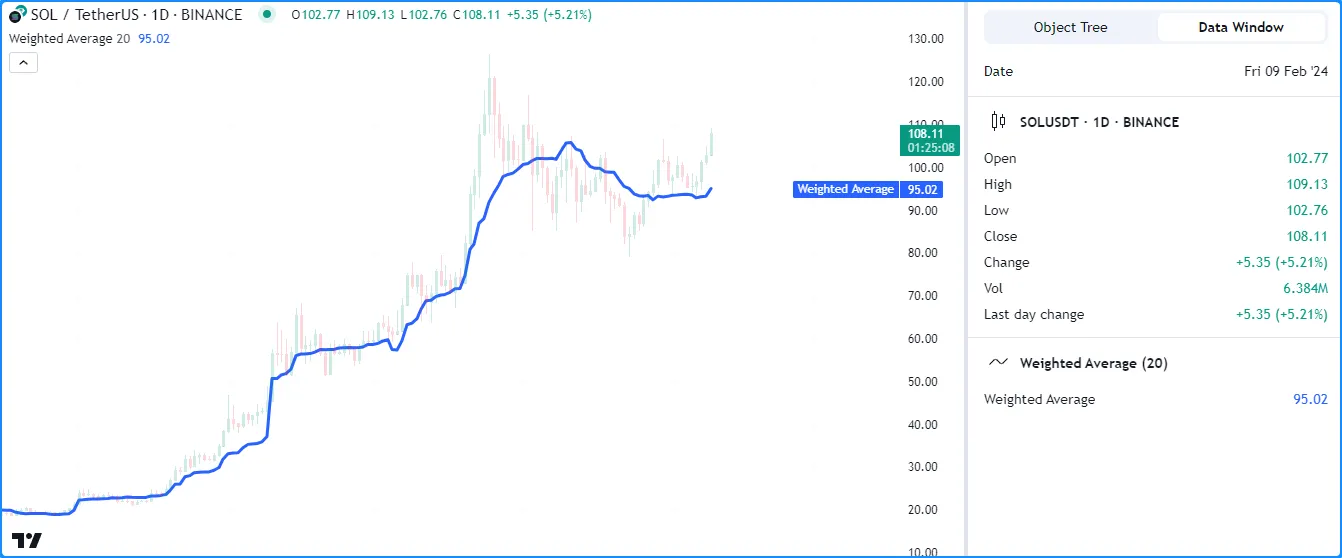 SOL / TetherUS · 1D · BINANCE O102.77 H109.13 L102.76 C108.11 +5.35 (+5.21%)
Weighted Average 20 95.02
130.00
120.00
110.00
108.11
01:25:08
100.00
Weighted Average 95.02
90.00
80.00
70.00
60.00
50.00
40.00
30.00
20.00
10.00
Object Tree Data Window
Date Fri 09 Feb '24
SOLUSDT · 1D · BINANCE
Open 102.77
High 109.13
Low 102.76
Close 108.11
Change +5.35 (+5.21%)
Vol 6.384M
Last day change +5.35 (+5.21%)
Weighted Average (20)
Weighted Average 95.02